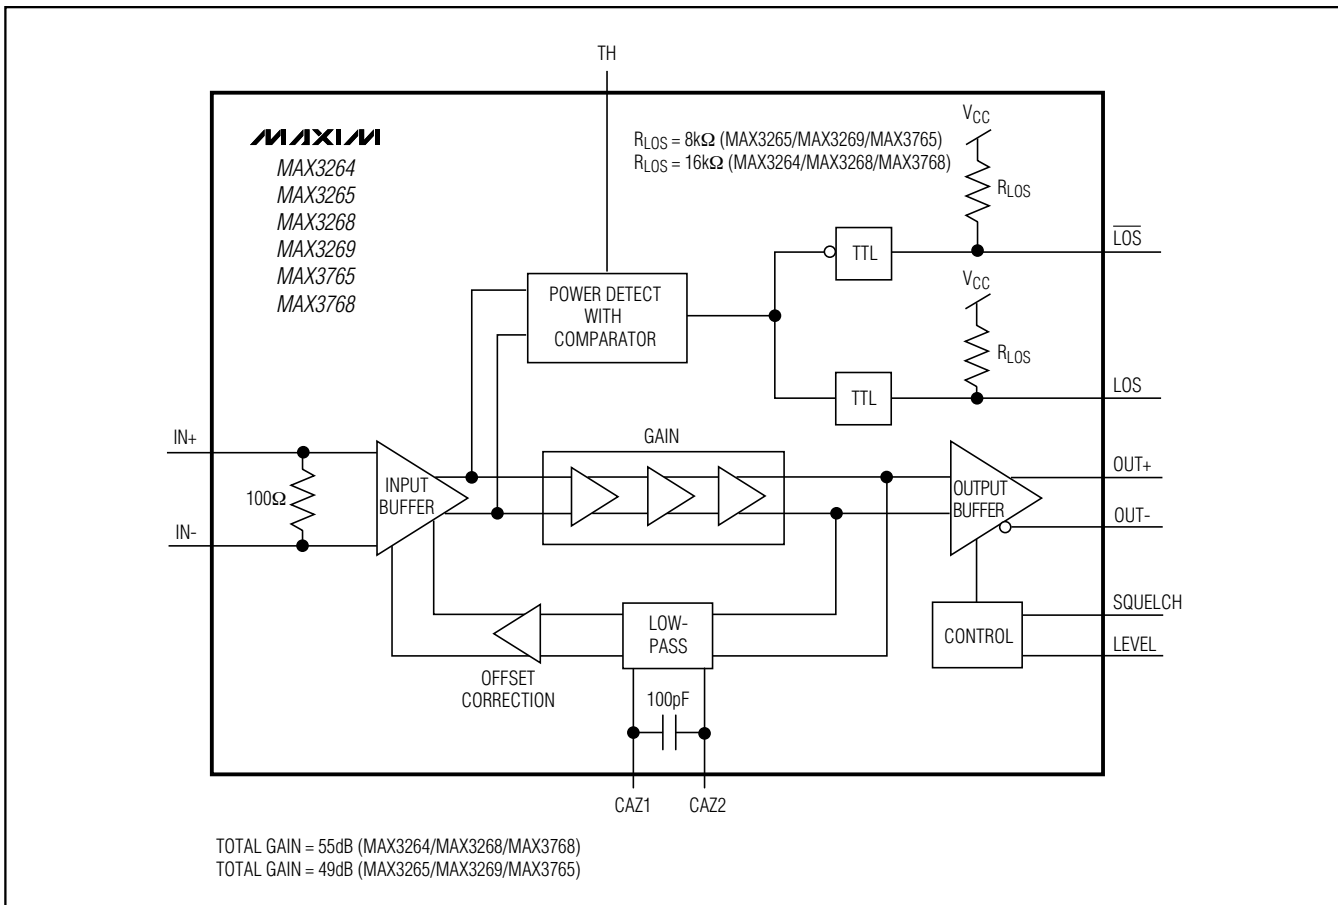 TH
MAXIM
MAX3264
MAX3265
MAX3268
MAX3269
MAX3765
MAX3768
RLOS = 8kΩ (MAX3265/MAX3269/MAX3765)
RLOS = 16kΩ (MAX3264/MAX3268/MAX3768)
VCC
RLOS
TTL
L̅O̅S̅
POWER DETECT
WITH
COMPARATOR
VCC
RLOS
TTL
LOS
IN+
100Ω
IN-
INPUT
BUFFER
GAIN
OUTPUT
BUFFER
OUT+
OUT-
OFFSET
CORRECTION
LOW-
PASS
100pF
CONTROL
SQUELCH
LEVEL
CAZ1
CAZ2
TOTAL GAIN = 55dB (MAX3264/MAX3268/MAX3768)
TOTAL GAIN = 49dB (MAX3265/MAX3269/MAX3765)